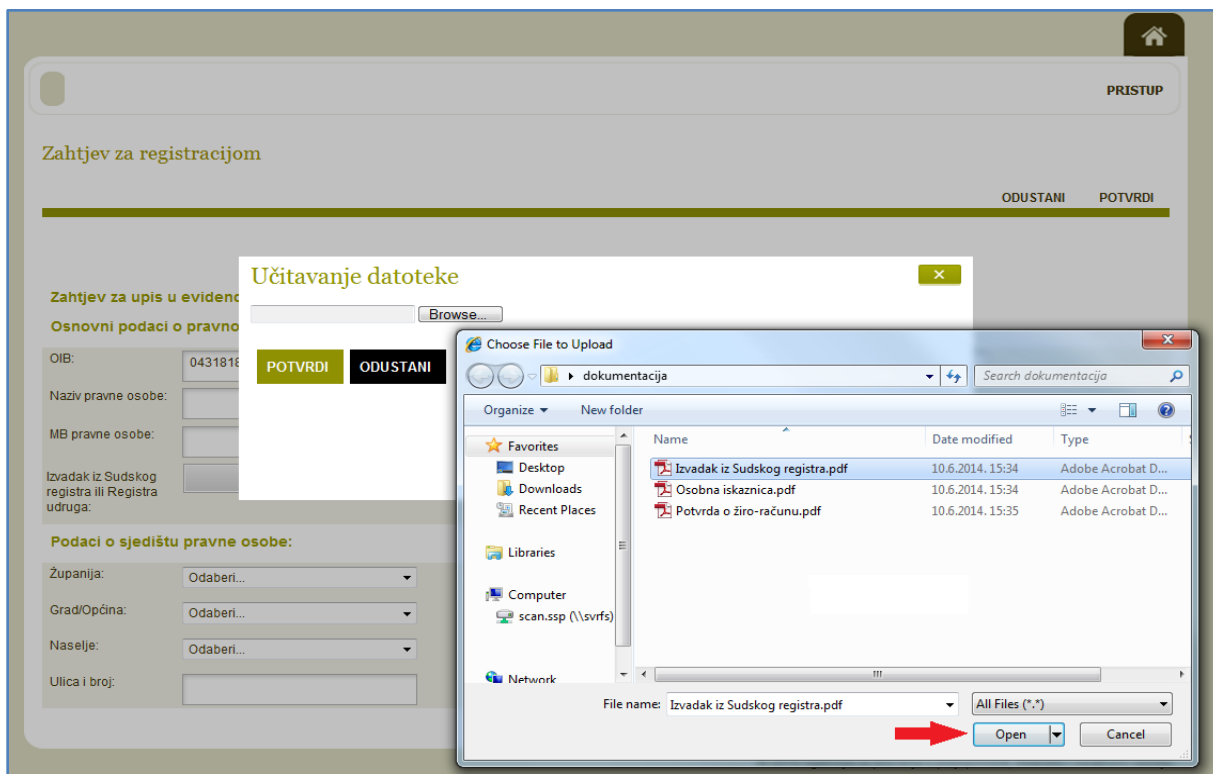 PRISTUP
Zahtjev za registracijom
ODUSTANI POTVRDI
Učitavanje datoteke
Browse...
POTVRDI ODUSTANI
Zahtjev za upis u evidenc
Osnovni podaci o pravno
OIB: 0431818
Naziv pravne osobe:
MB pravne osobe:
Izvadak iz Sudskog
registra ili Registra
udruga:
Podaci o sjedištu pravne osobe:
Županija: Odaberi...
Grad/Općina: Odaberi...
Naselje: Odaberi...
Ulica i broj:
Choose File to Upload
dokumentacija Search dokumentacija
Organize New folder
Favorites
Desktop
Downloads
Recent Places
Libraries
Computer
scan.ssp (\\svrfs)
Network
Name Date modified Type
Izvadak iz Sudskog registra.pdf 10.6.2014. 15:34 Adobe Acrobat D...
Osobna iskaznica.pdf 10.6.2014. 15:34 Adobe Acrobat D...
Potvrda o žiro-računu.pdf 10.6.2014. 15:35 Adobe Acrobat D...
File name: Izvadak iz Sudskog registra.pdf All Files (*.*)
Open Cancel